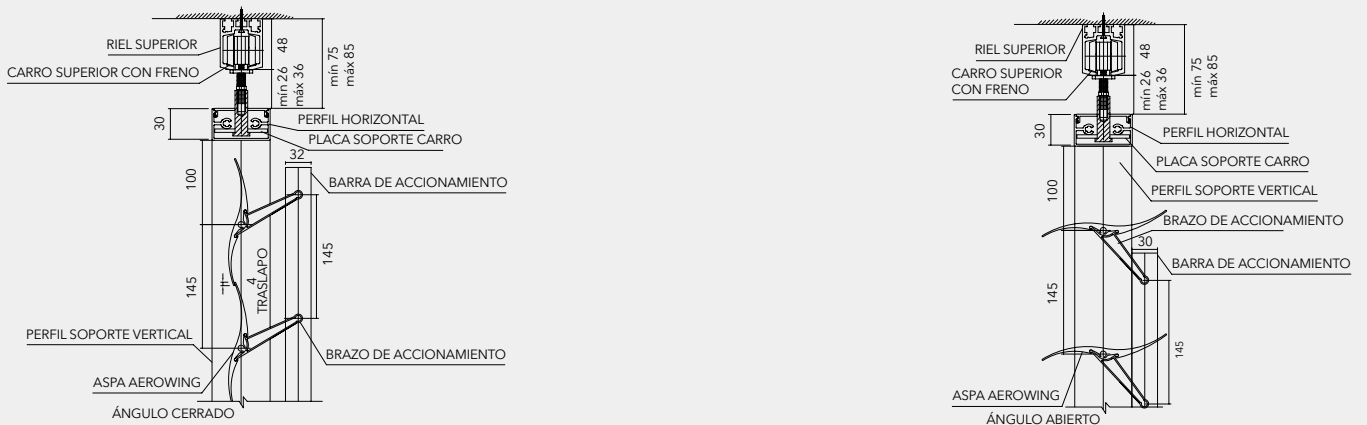 RIEL SUPERIOR
CARRO SUPERIOR CON FRENO
48
mín 26
máx 36
mín 75
máx 85
30
PERFIL HORIZONTAL
PLACA SOPORTE CARRO
32
BARRA DE ACCIONAMIENTO
100
145
4
TRASLAPO
145
PERFIL SOPORTE VERTICAL
BRAZO DE ACCIONAMIENTO
ASPA AEROWING
ÁNGULO CERRADO
RIEL SUPERIOR
CARRO SUPERIOR
CON FRENO
48
mín 26
máx 36
mín 75
máx 85
30
PERFIL HORIZONTAL
PLACA SOPORTE CARRO
100
PERFIL SOPORTE VERTICAL
BRAZO DE ACCIONAMIENTO
30
BARRA DE ACCIONAMIENTO
145
145
ASPA AEROWING
ÁNGULO ABIERTO